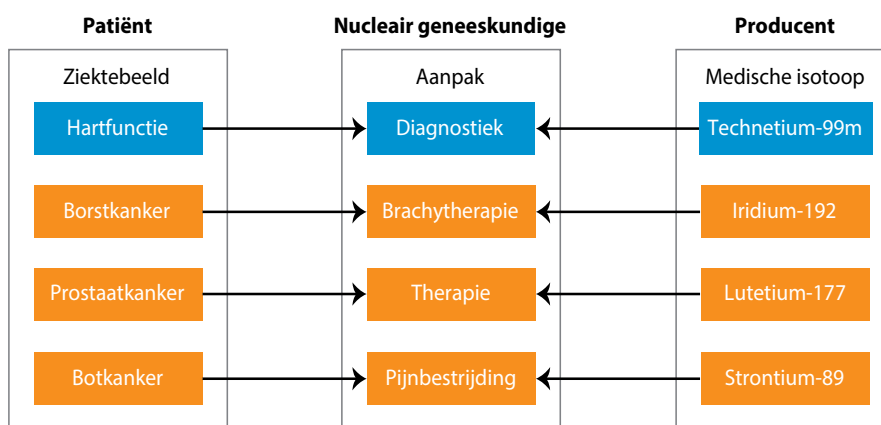 Patiënt
Nucleair geneeskundige
Producent
Ziektebeeld
Aanpak
Medische isotoop
Hartfunctie
Diagnostiek
Technetium-99m
Borstkanker
Brachytherapie
Iridium-192
Prostaatkanker
Therapie
Lutetium-177
Botkanker
Pijnbestrijding
Strontium-89